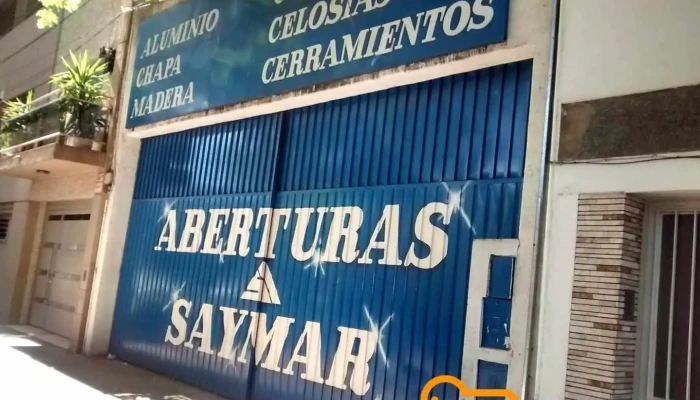 ALUMINIO
CHAPA
MADERA
CELOSIAS
CERRAMIENTOS
ABERTURAS
SAYMAR